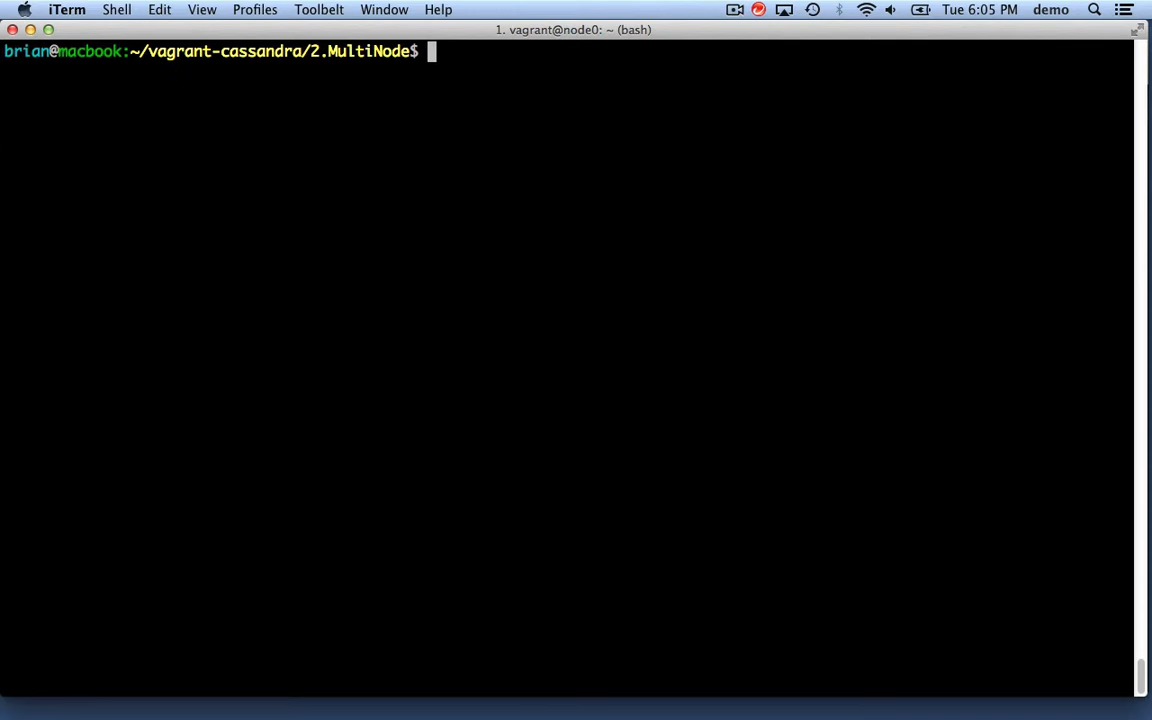 iTerm Shell Edit View Profiles Toolbelt Window Help Tue 6:05 PM demo
1. vagrant@node0: ~ (bash)
brian@macbook:~/vagrant-cassandra/2.MultiNode$